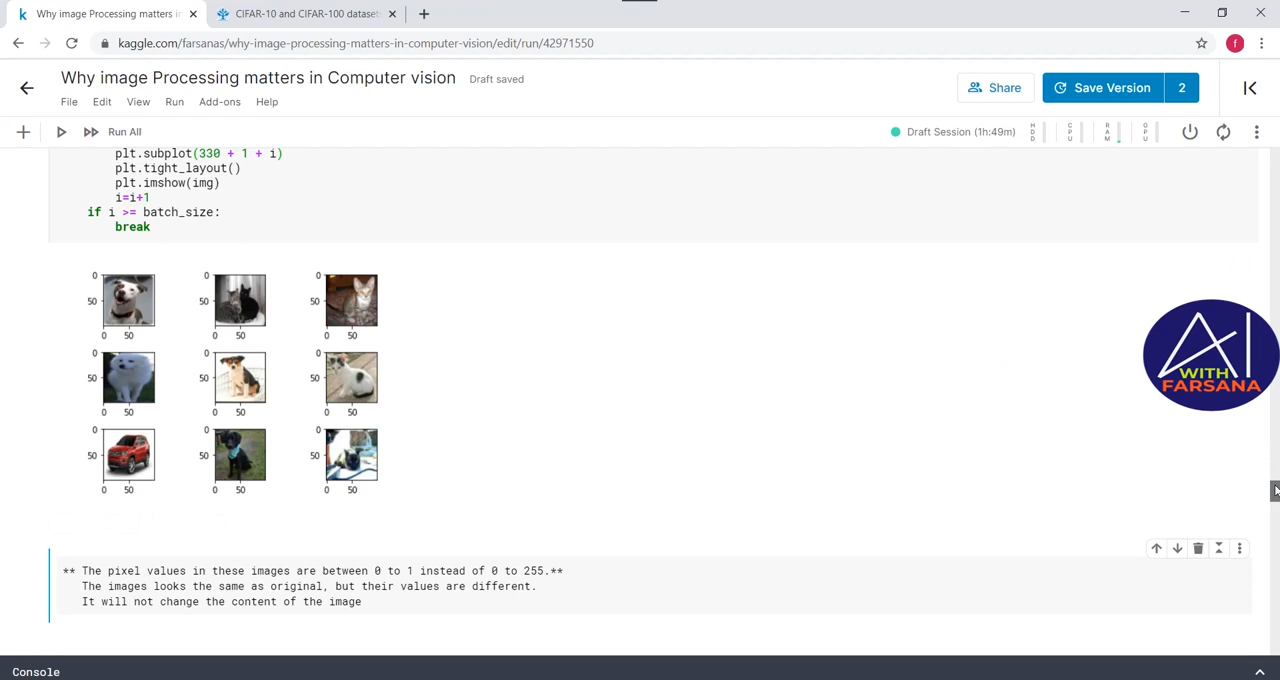 Why image Processing matters in
CIFAR-10 and CIFAR-100 dataset
kaggle.com/farsanas/why-image-processing-matters-in-computer-vision/edit/run/42971550
f
Why image Processing matters in Computer vision
Draft saved
Share
Save Version
2
File Edit View Run Add-ons Help
Run All
Draft Session (1h:49m)
HDD
CPU
RAM
GPU
plt.subplot(330 + 1 + i)
plt.tight_layout()
plt.imshow(img)
i=i+1
if i >= batch_size:
break
0 0 0
50 50 50
0 50 0 50 0 50
0 0 0
50 50 50
0 50 0 50 0 50
0 0 0
50 50 50
0 50 0 50 0 50
AI
WITH
FARSANA
** The pixel values in these images are between 0 to 1 instead of 0 to 255.**
The images looks the same as original, but their values are different.
It will not change the content of the image
Console